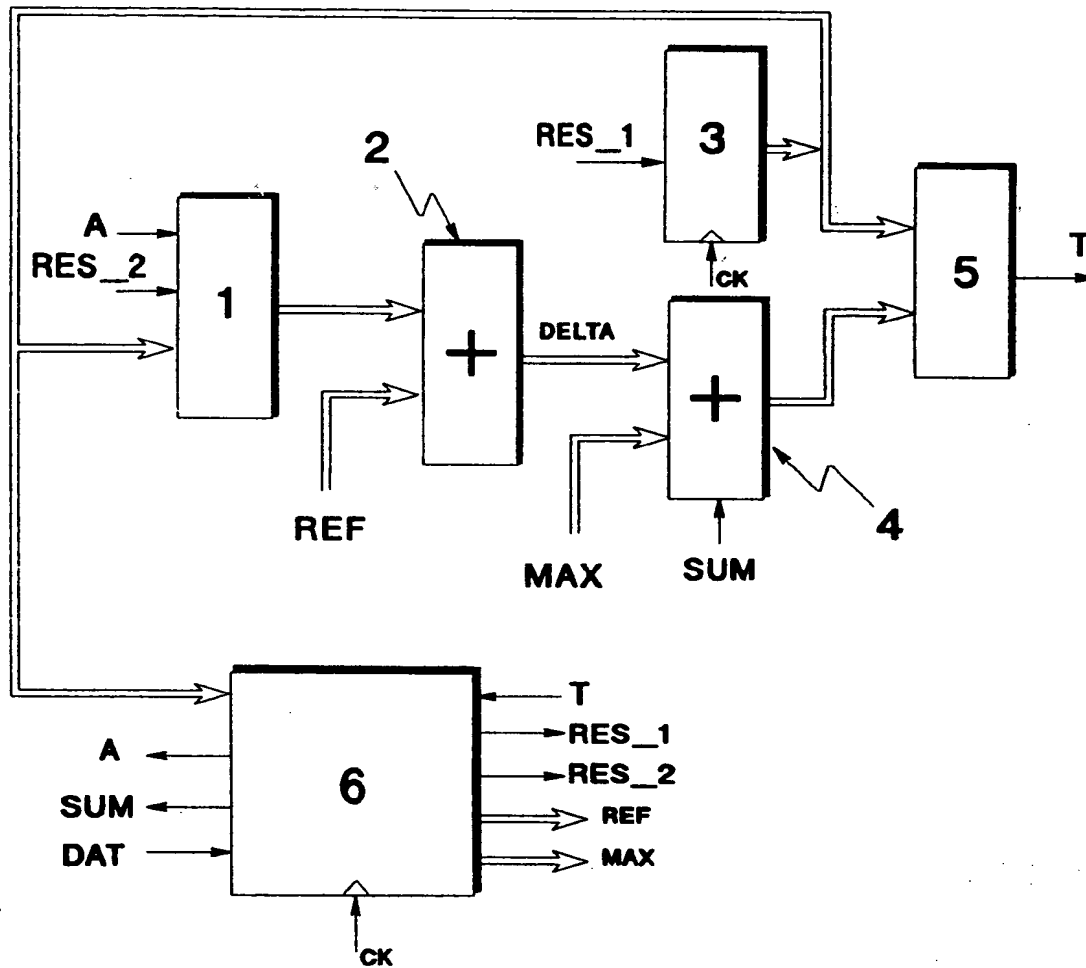 RES_1
3
CK
2
A
RES_2
1
+
REF
DELTA
MAX
+
SUM
4
5
T
6
T
RES_1
RES_2
REF
MAX
A
SUM
DAT
CK